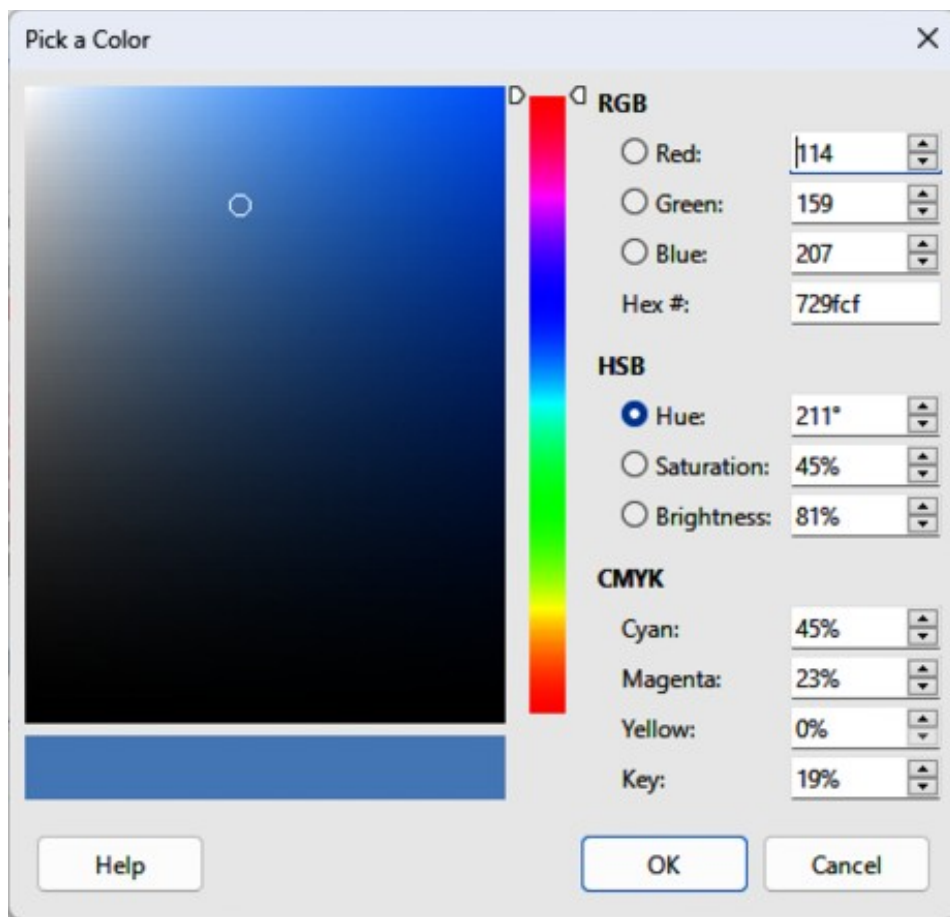 Pick a Color
RGB
Red: 114
Green: 159
Blue: 207
Hex #: 729fcf
HSB
Hue: 211°
Saturation: 45%
Brightness: 81%
CMYK
Cyan: 45%
Magenta: 23%
Yellow: 0%
Key: 19%
Help OK Cancel